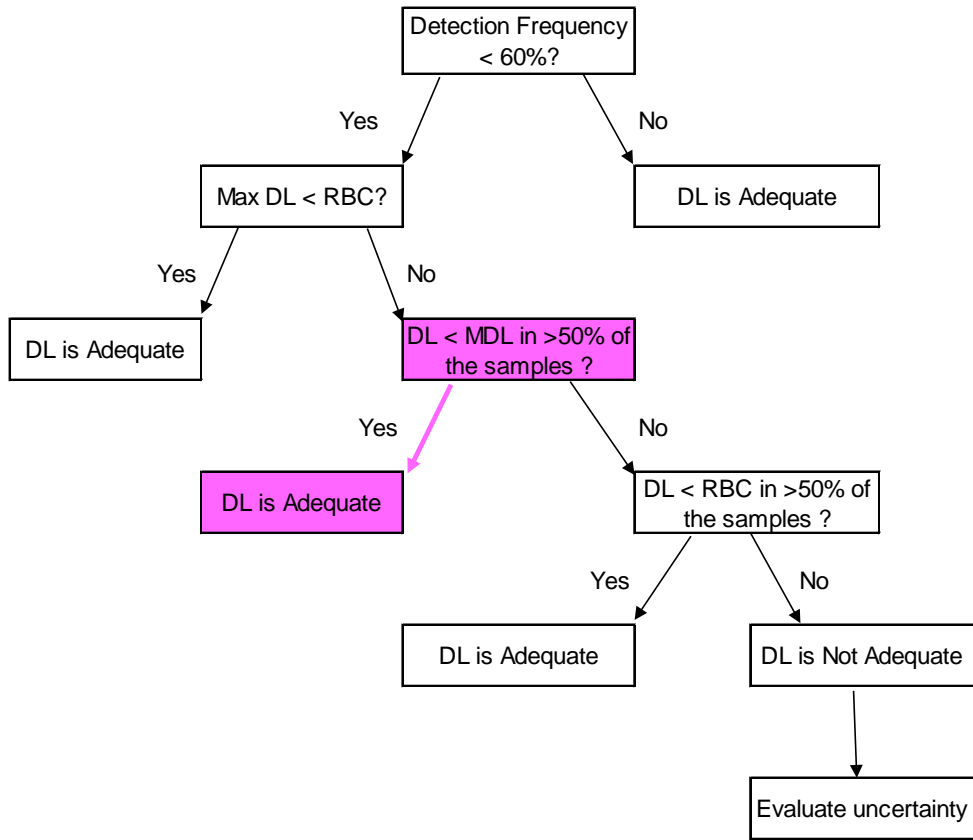 Detection Frequency
< 60%?
Yes
No
Max DL < RBC?
DL is Adequate
Yes
No
DL is Adequate
DL < MDL in >50% of
the samples ?
Yes
No
DL is Adequate
DL < RBC in >50% of
the samples ?
Yes
No
DL is Adequate
DL is Not Adequate
Evaluate uncertainty